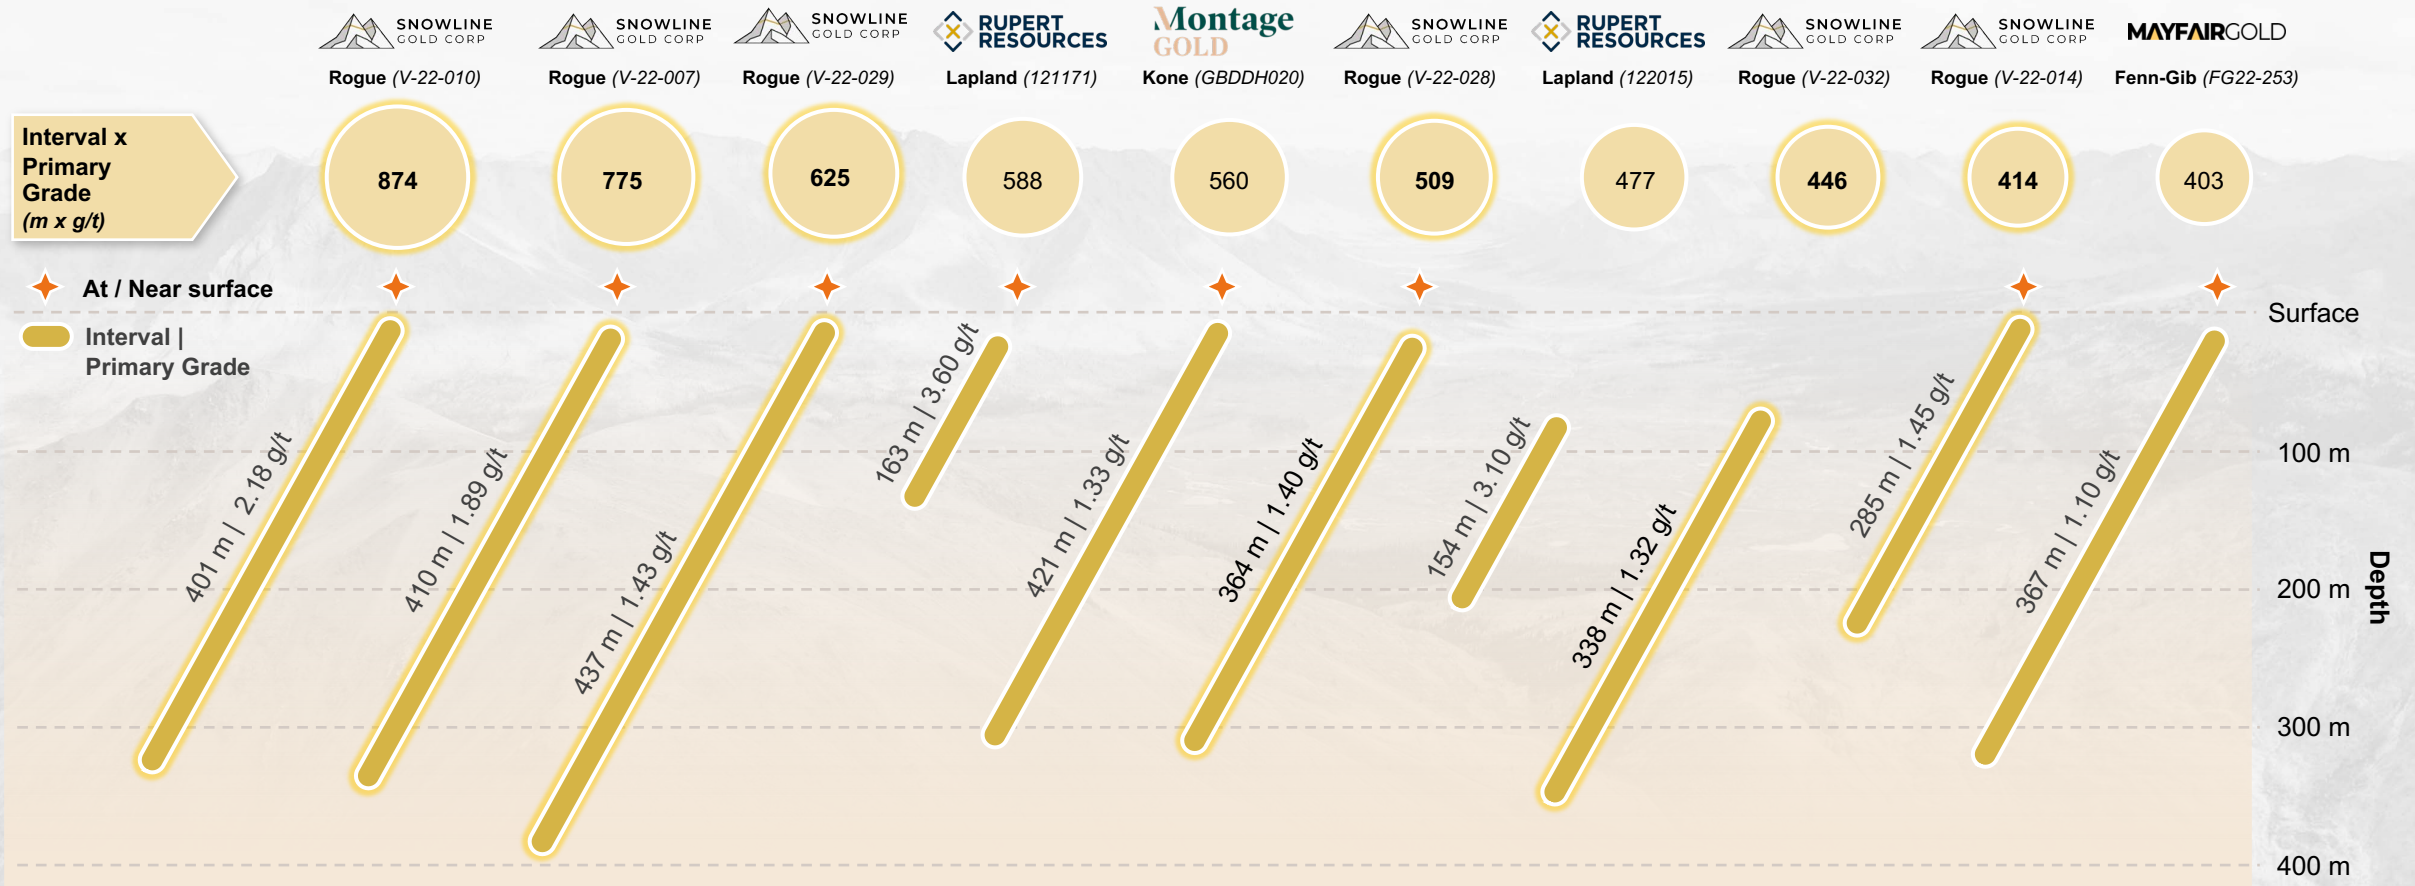 SNOWLINE
GOLD CORP
SNOWLINE
GOLD CORP
SNOWLINE
GOLD CORP
RUPERT
RESOURCES
Montage
GOLD
SNOWLINE
GOLD CORP
RUPERT
RESOURCES
SNOWLINE
GOLD CORP
SNOWLINE
GOLD CORP
MAYFAIRGOLD
Rogue (V-22-010)
Rogue (V-22-007)
Rogue (V-22-029)
Lapland (121171)
Kone (GBDDH020)
Rogue (V-22-028)
Lapland (122015)
Rogue (V-22-032)
Rogue (V-22-014)
Fenn-Gib (FG22-253)
Interval x
Primary
Grade
(m x g/t)
874
775
625
588
560
509
477
446
414
403
At / Near surface
Interval |
Primary Grade
401 m | 2.18 g/t
410 m | 1.89 g/t
437 m | 1.43 g/t
163 m | 3.60 g/t
421 m | 1.33 g/t
364 m | 1.40 g/t
154 m | 3.10 g/t
338 m | 1.32 g/t
285 m | 1.45 g/t
367 m | 1.10 g/t
Surface
100 m
200 m
300 m
400 m
Depth